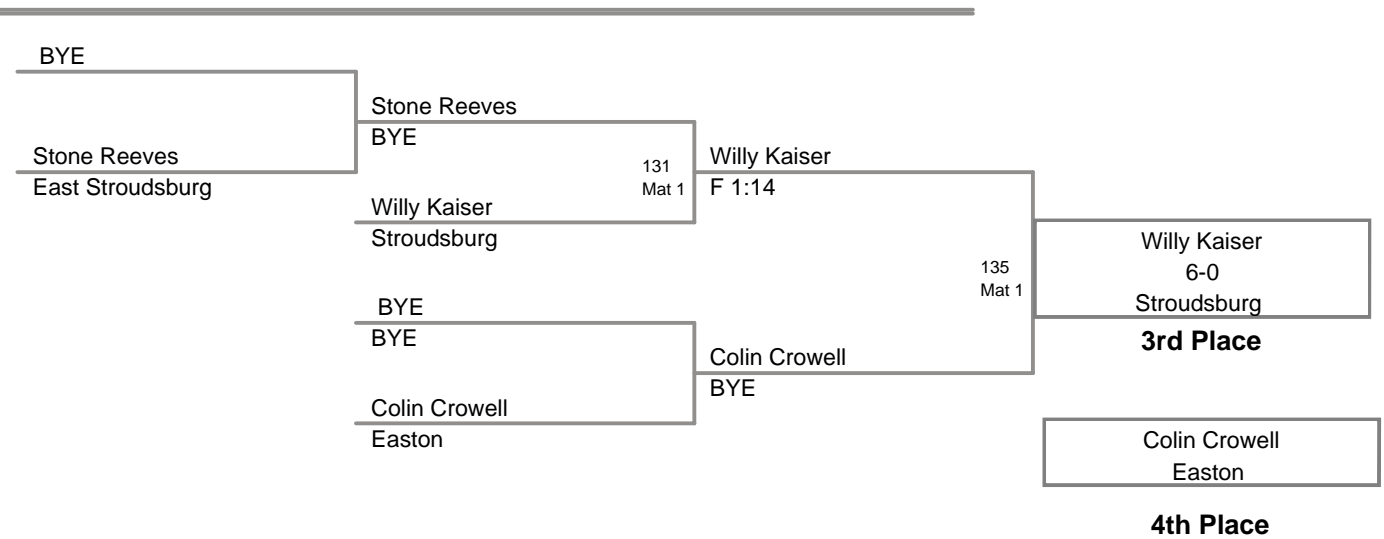 BYE
Stone Reeves
East Stroudsburg
Stone Reeves
BYE
Willy Kaiser
Stroudsburg
131
Mat 1
BYE
BYE
Colin Crowell
Easton
Willy Kaiser
F 1:14
Colin Crowell
BYE
135
Mat 1
Willy Kaiser
6-0
Stroudsburg
3rd Place
Colin Crowell
Easton
4th Place